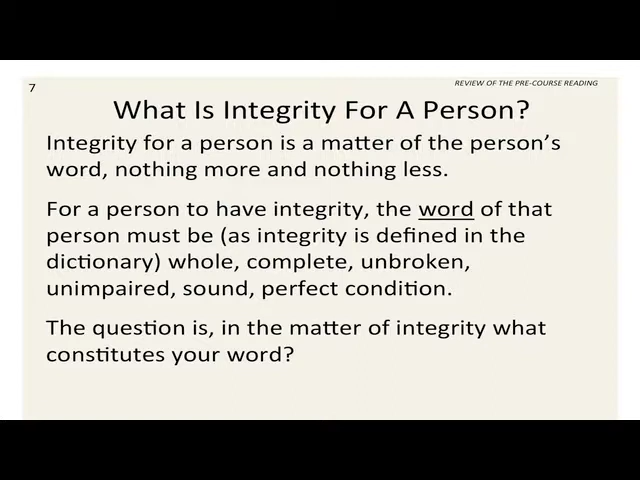 7
REVIEW OF THE PRE-COURSE READING
What Is Integrity For A Person?
Integrity for a person is a matter of the person's
word, nothing more and nothing less.
For a person to have integrity, the word of that
person must be (as integrity is defined in the
dictionary) whole, complete, unbroken,
unimpaired, sound, perfect condition.
The question is, in the matter of integrity what
constitutes your word?